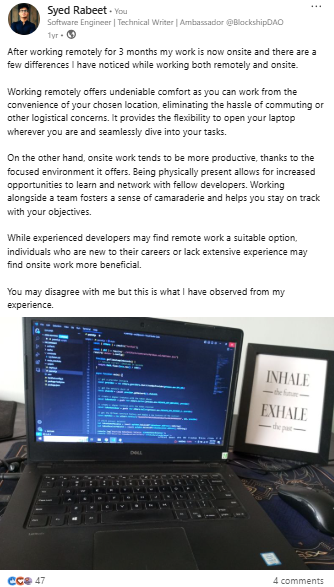 Syed Rabeet • You
Software Engineer | Technical Writer | Ambassador @BlockshipDAO
1yr •
After working remotely for 3 months my work is now onsite and there are a
few differences I have noticed while working both remotely and onsite.
Working remotely offers undeniable comfort as you can work from the
convenience of your chosen location, eliminating the hassle of commuting or
other logistical concerns. It provides the flexibility to open your laptop
wherever you are and seamlessly dive into your tasks.
On the other hand, onsite work tends to be more productive, thanks to the
focused environment it offers. Being physically present allows for increased
opportunities to learn and network with fellow developers. Working
alongside a team fosters a sense of camaraderie and helps you stay on track
with your objectives.
While experienced developers may find remote work a suitable option,
individuals who are new to their careers or lack extensive experience may
find onsite work more beneficial.
You may disagree with me but this is what I have observed from my
experience.
INHALE
the future
EXHALE
the past
DELL
47
4 comments